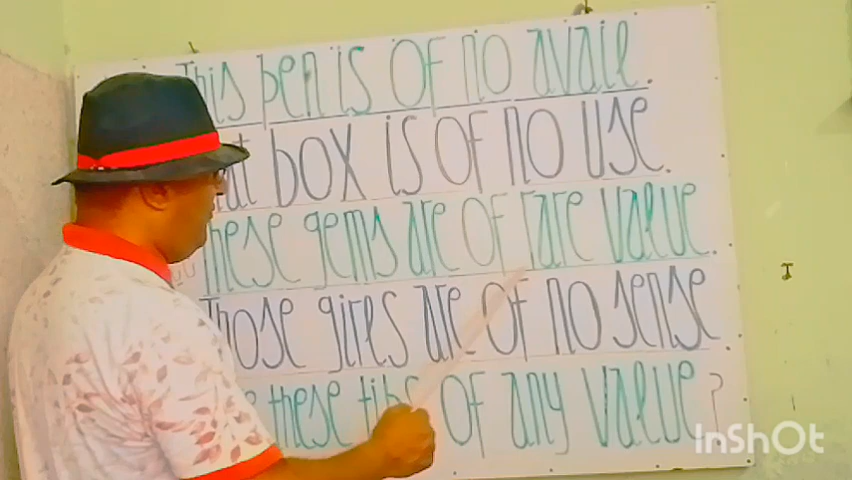 This pen is of no avail.
box is of no use.
These gems are of rare value.
Those girls are of no sense.
these of any value?
InShOt